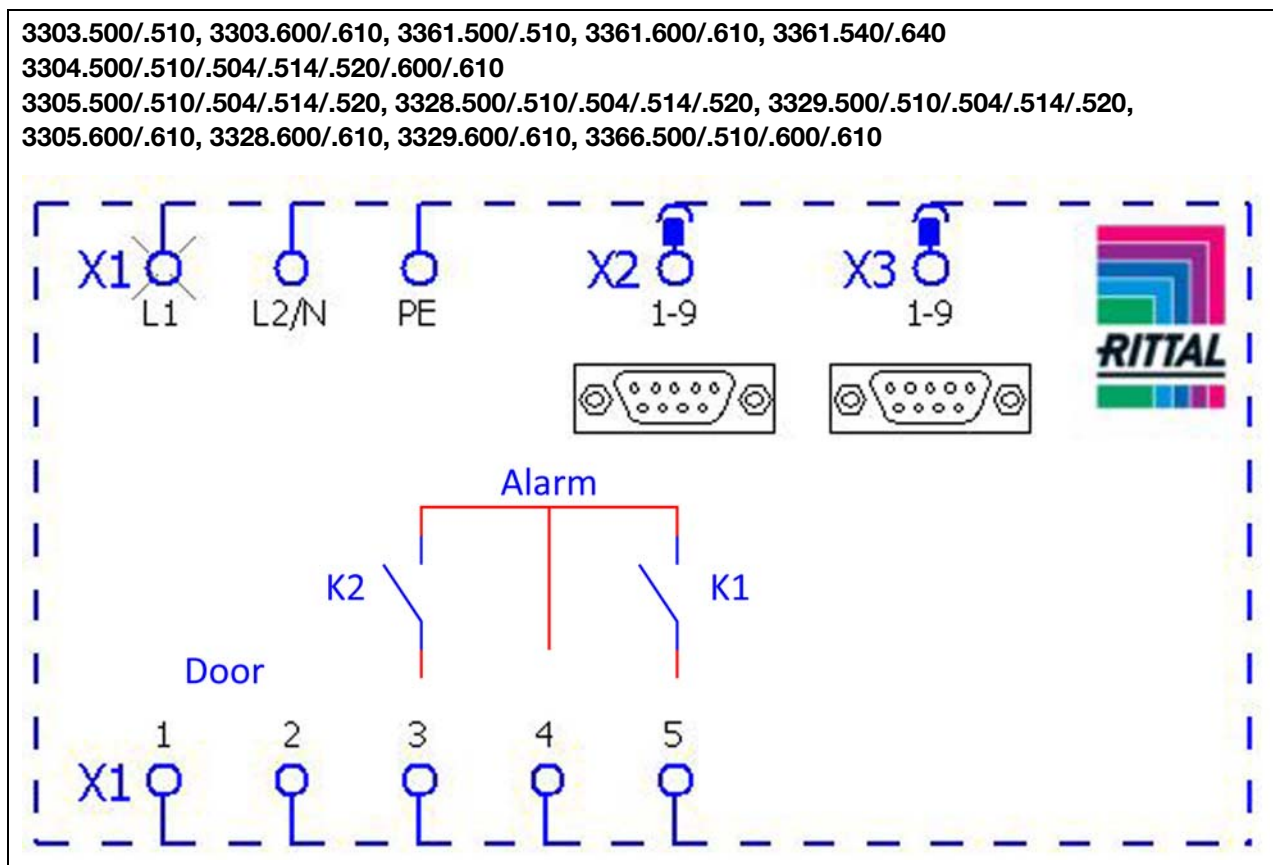 3303.500/.510, 3303.600/.610, 3361.500/.510, 3361.600/.610, 3361.540/.640
3304.500/.510/.504/.514/.520/.600/.610
3305.500/.510/.504/.514/.520, 3328.500/.510/.504/.514/.520, 3329.500/.510/.504/.514/.520,
3305.600/.610, 3328.600/.610, 3329.600/.610, 3366.500/.510/.600/.610
X1 X2 X3
L1 L2/N PE 1-9 1-9
RITTAL
Alarm
K2 K1
Door
1 2 3 4 5
X1